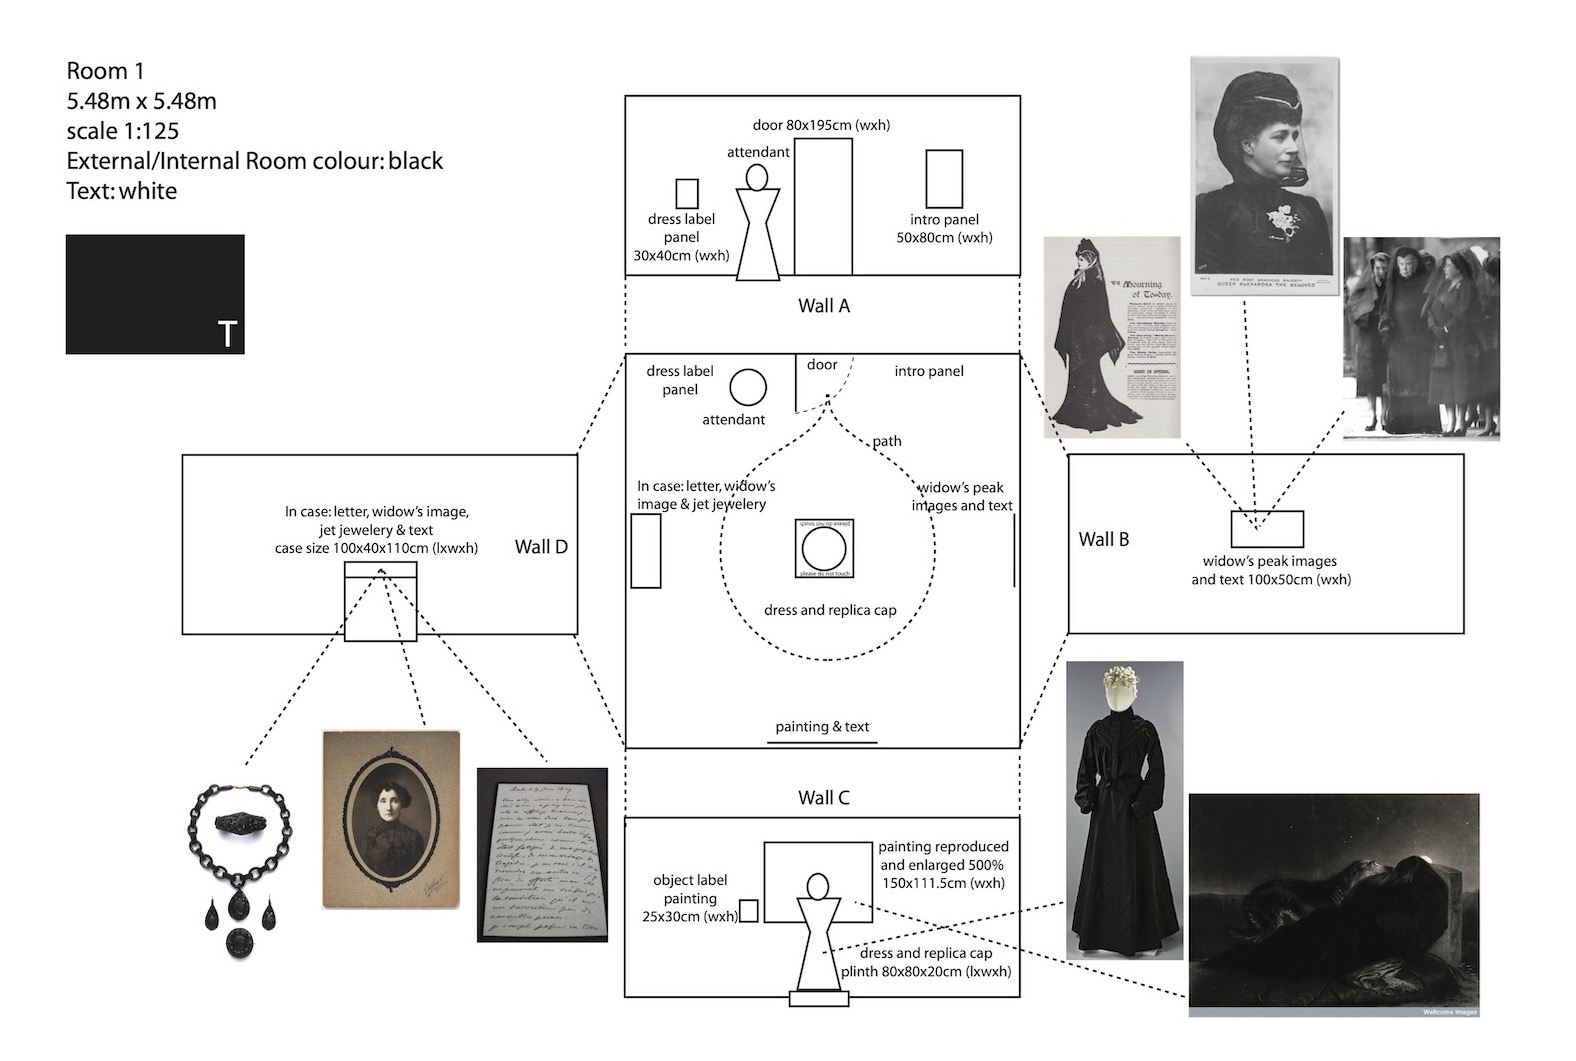 Room 1
5.48m x 5.48m
scale 1:125
External/Internal Room colour: black
Text: white
T
door 80x195cm (wxh)
attendant
dress label
panel
30x40cm (wxh)
intro panel
50x80cm (wxh)
Wall A
dress label
panel
attendant
door
intro panel
path
In case: letter, widow's
image & jet jewelery
widow's peak
images and text
please do not touch
please do not touch
dress and replica cap
painting & text
In case: letter, widow's image,
jet jewelery & text
case size 100x40x110cm (lxwxh)
Wall D
Wall B
widow's peak images
and text 100x50cm (wxh)
Mourning
of To=day.
HER MOST GRACIOUS MAJESTY
QUEEN ALEXANDRA THE BELOVED
Wall C
object label
painting
25x30cm (wxh)
painting reproduced
and enlarged 500%
150x111.5cm (wxh)
dress and replica cap
plinth 80x80x20cm (lxwxh)
Wellcome Images